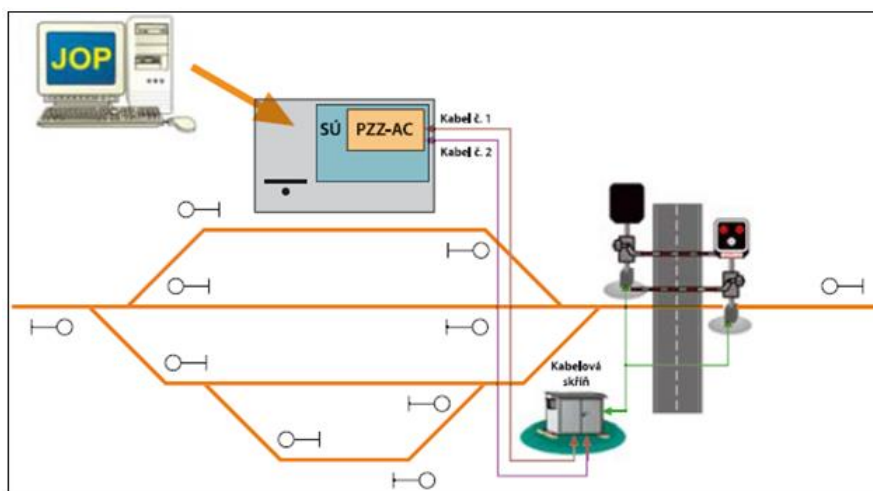 JOP
SÚ
PZZ-AC
Kabel č. 1
Kabel č. 2
Kabelová
skříň